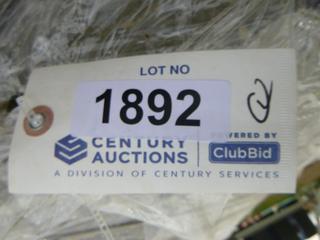 LOT NO
1892
CENTURY
AUCTIONS
POWERED BY
ClubBid
A DIVISION OF CENTURY SERVICES